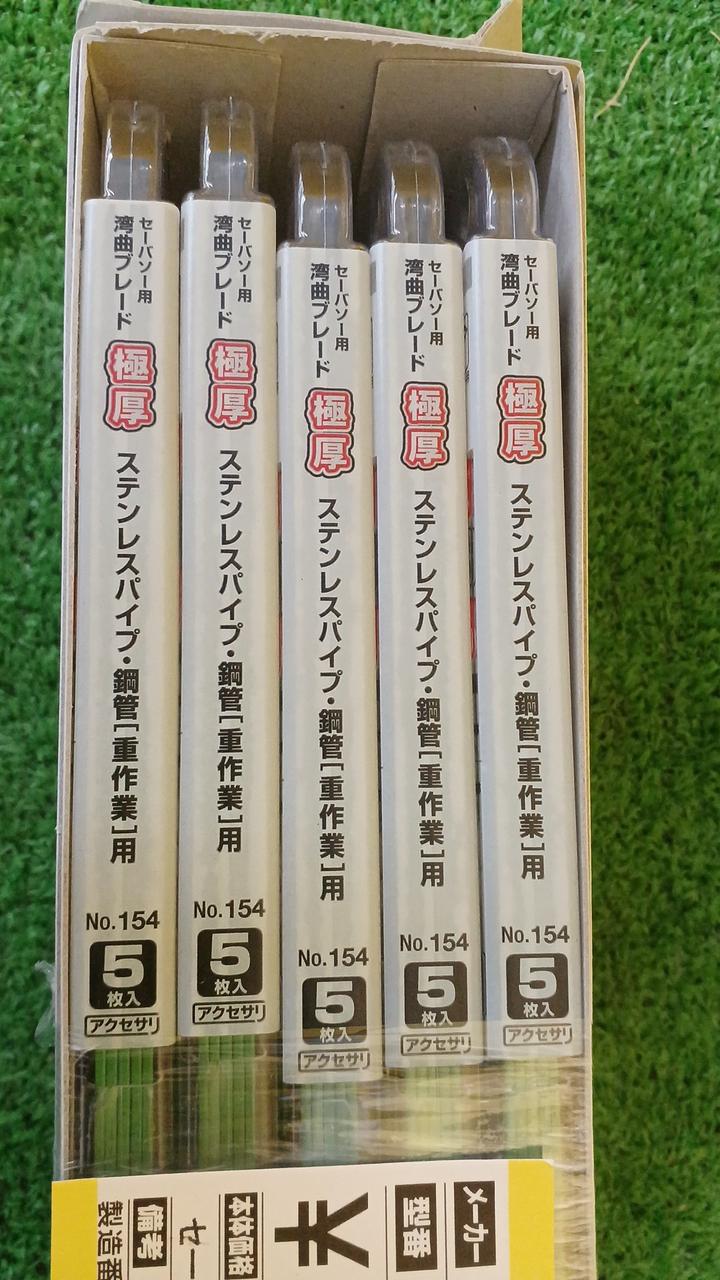 セーバソー用
湾曲ブレード
極厚
ステンレスパイプ・鋼管[重作業]用
No.154
5
枚入
アクセサリ
セーバソー用
湾曲ブレード
極厚
ステンレスパイプ・鋼管[重作業]用
No.154
5
枚入
アクセサリ
セーバソー用
湾曲ブレード
極厚
ステンレスパイプ・鋼管[重作業]用
No.154
5
枚入
アクセサリ
セーバソー用
湾曲ブレード
極厚
ステンレスパイプ・鋼管[重作業]用
No.154
5
枚入
アクセサリ
セーバソー用
湾曲ブレード
極厚
ステンレスパイプ・鋼管[重作業]用
No.154
5
枚入
アクセサリ
メーカー
型番
¥
本体価格
セー
備考
製造番